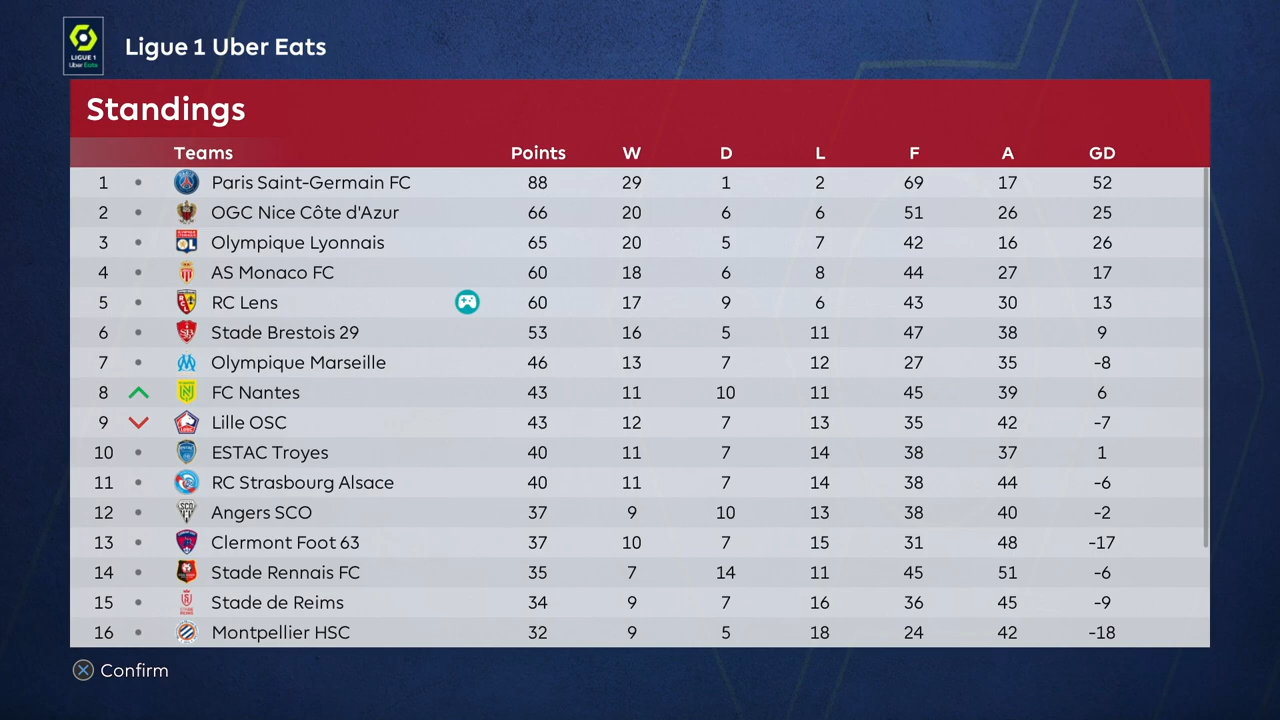 LIGUE 1
Uber Eats
Ligue 1 Uber Eats
Standings
Teams Points W D L F A GD
1 Paris Saint-Germain FC 88 29 1 2 69 17 52
2 OGC Nice Côte d'Azur 66 20 6 6 51 26 25
3 Olympique Lyonnais 65 20 5 7 42 16 26
4 AS Monaco FC 60 18 6 8 44 27 17
5 RC Lens 60 17 9 6 43 30 13
6 Stade Brestois 29 53 16 5 11 47 38 9
7 Olympique Marseille 46 13 7 12 27 35 -8
8 FC Nantes 43 11 10 11 45 39 6
9 Lille OSC 43 12 7 13 35 42 -7
10 ESTAC Troyes 40 11 7 14 38 37 1
11 RC Strasbourg Alsace 40 11 7 14 38 44 -6
12 Angers SCO 37 9 10 13 38 40 -2
13 Clermont Foot 63 37 10 7 15 31 48 -17
14 Stade Rennais FC 35 7 14 11 45 51 -6
15 Stade de Reims 34 9 7 16 36 45 -9
16 Montpellier HSC 32 9 5 18 24 42 -18
Confirm